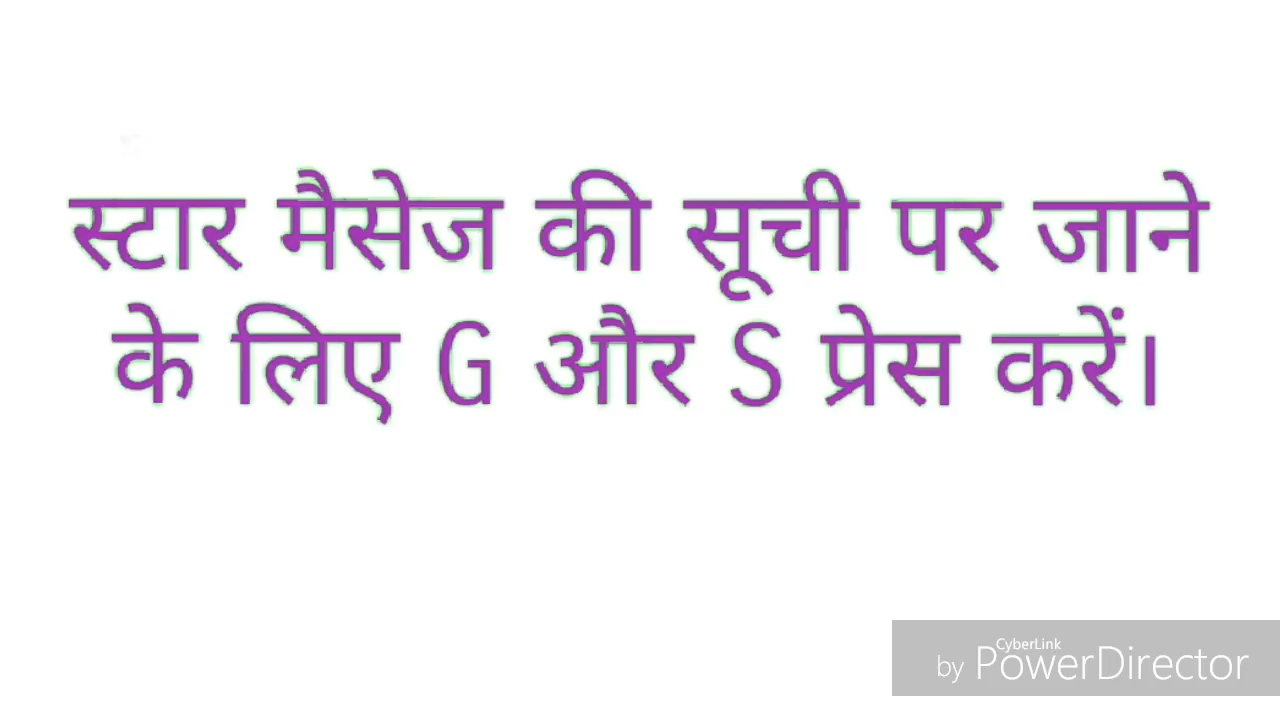 स्टार मैसेज की सूची पर जाने
के लिए G और S प्रेस करें।
CyberLink
by PowerDirector